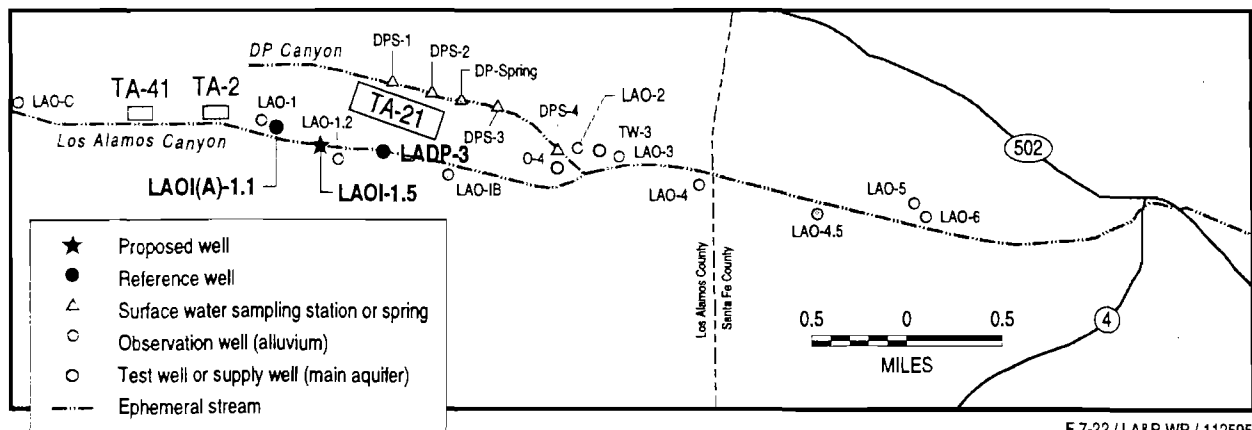 DP Canyon
DPS-1
DPS-2
DP-Spring
TA-41
TA-2
LAO-C
LAO-1
LAO-1.2
TA-21
DPS-3
DPS-4
LAO-2
TW-3
LAO-3
O-4
Los Alamos Canyon
LADP-3
LAOI(A)-1.1
LAOI-1.5
LAO-IB
LAO-4
LAO-5
LAO-6
LAO-4.5
502
4
Los Alamos County
Santa Fe County
0.5 0 0.5
MILES
Proposed well
Reference well
Surface water sampling station or spring
Observation well (alluvium)
Test well or supply well (main aquifer)
Ephemeral stream